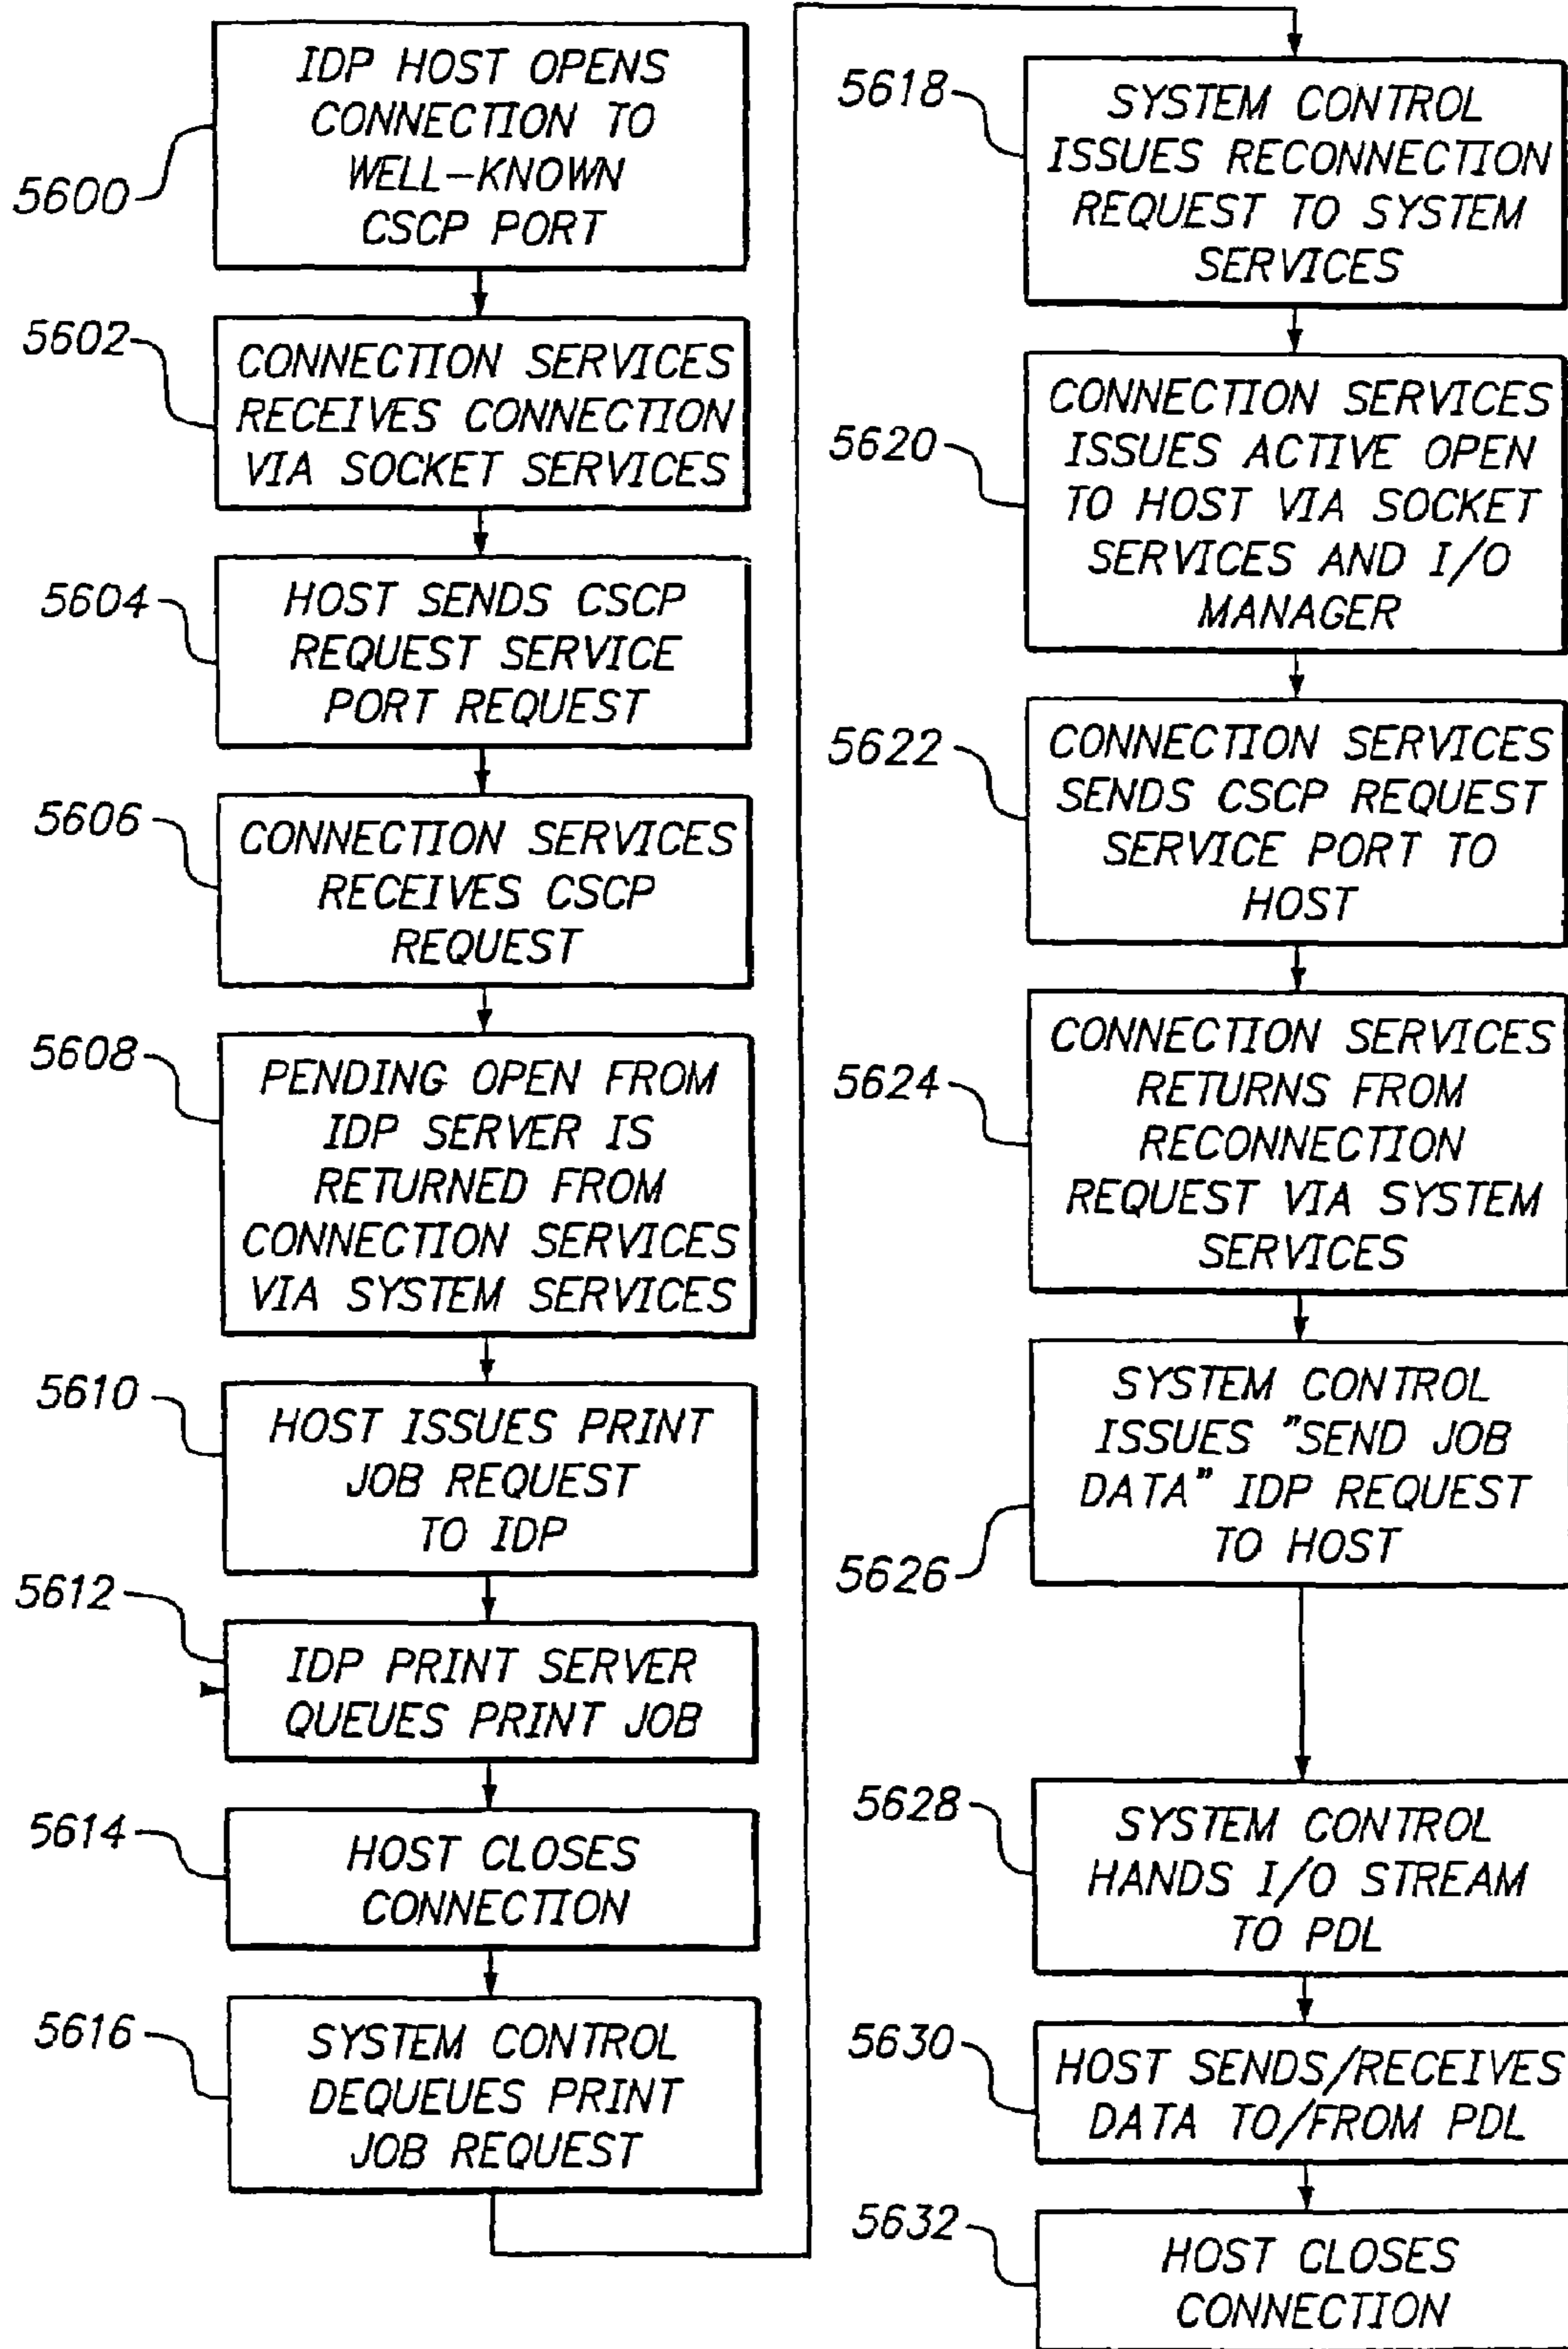 5600
IDP HOST OPENS
CONNECTION TO
WELL-KNOWN
CSCP PORT
5602
CONNECTION SERVICES
RECEIVES CONNECTION
VIA SOCKET SERVICES
5604
HOST SENDS CSCP
REQUEST SERVICE
PORT REQUEST
5606
CONNECTION SERVICES
RECEIVES CSCP
REQUEST
5608
PENDING OPEN FROM
IDP SERVER IS
RETURNED FROM
CONNECTION SERVICES
VIA SYSTEM SERVICES
5610
HOST ISSUES PRINT
JOB REQUEST
TO IDP
5612
IDP PRINT SERVER
QUEUES PRINT JOB
5614
HOST CLOSES
CONNECTION
5616
SYSTEM CONTROL
DEQUEUES PRINT
JOB REQUEST
5618
SYSTEM CONTROL
ISSUES RECONNECTION
REQUEST TO SYSTEM
SERVICES
5620
CONNECTION SERVICES
ISSUES ACTIVE OPEN
TO HOST VIA SOCKET
SERVICES AND I/O
MANAGER
5622
CONNECTION SERVICES
SENDS CSCP REQUEST
SERVICE PORT TO
HOST
5624
CONNECTION SERVICES
RETURNS FROM
RECONNECTION
REQUEST VIA SYSTEM
SERVICES
5626
SYSTEM CONTROL
ISSUES "SEND JOB
DATA" IDP REQUEST
TO HOST
5628
SYSTEM CONTROL
HANDS I/O STREAM
TO PDL
5630
HOST SENDS/RECEIVES
DATA TO/FROM PDL
5632
HOST CLOSES
CONNECTION